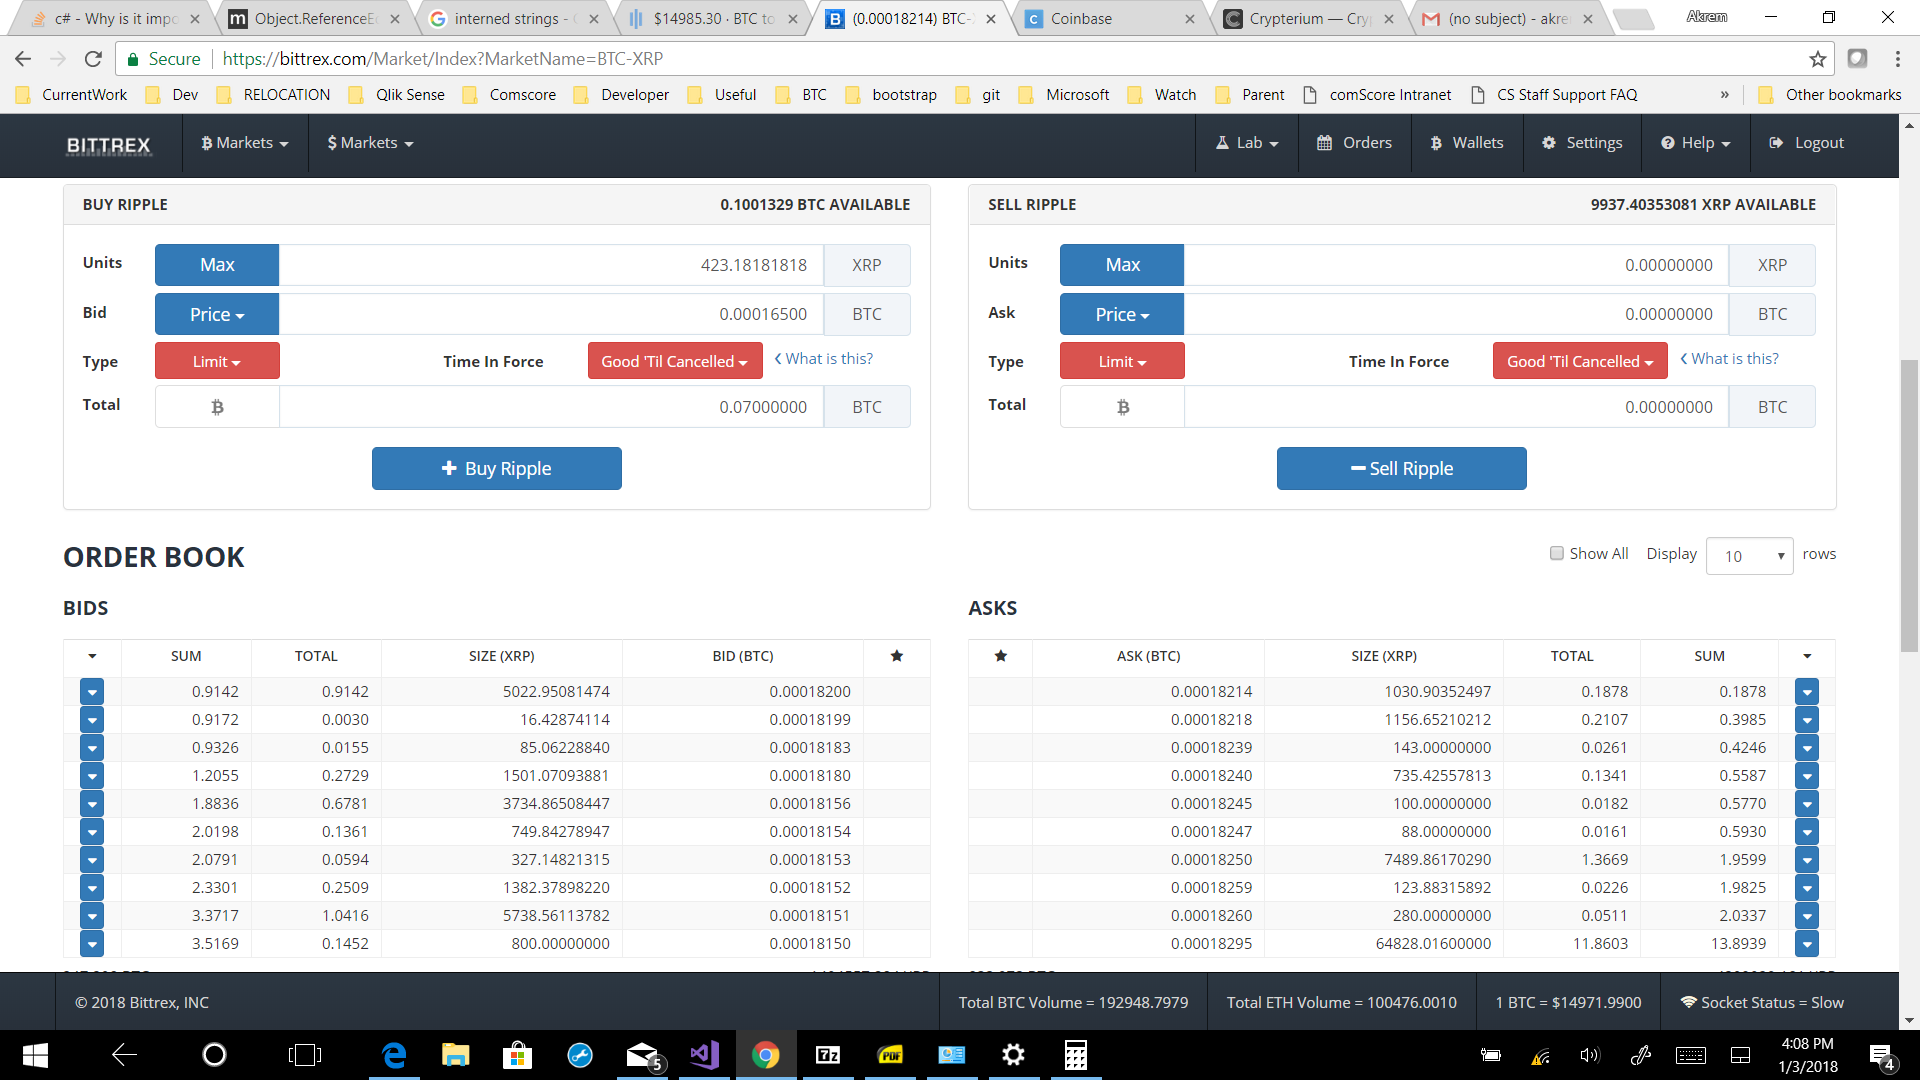 c# - Why is it impo
Object.ReferenceE
interned strings -
$14985.30 · BTC to
(0.00018214) BTC-
Coinbase
Crypterium — Cry
(no subject) - akre
Akrem
Secure
https://bittrex.com/Market/Index?MarketName=BTC-XRP
CurrentWork Dev RELOCATION Qlik Sense Comscore Developer Useful BTC bootstrap git Microsoft Watch Parent comScore Intranet CS Staff Support FAQ » Other bookmarks
BITTREX ₿ Markets $ Markets Lab Orders ₿ Wallets Settings Help Logout
BUY RIPPLE 0.1001329 BTC AVAILABLE
Units Max 423.18181818 XRP
Bid Price 0.00016500 BTC
Type Limit Time In Force Good 'Til Cancelled What is this?
Total ₿ 0.07000000 BTC
+ Buy Ripple
SELL RIPPLE 9937.40353081 XRP AVAILABLE
Units Max 0.00000000 XRP
Ask Price 0.00000000 BTC
Type Limit Time In Force Good 'Til Cancelled What is this?
Total ₿ 0.00000000 BTC
Sell Ripple
ORDER BOOK
Show All Display 10 rows
BIDS
SUM TOTAL SIZE (XRP) BID (BTC)
0.9142 0.9142 5022.95081474 0.00018200
0.9172 0.0030 16.42874114 0.00018199
0.9326 0.0155 85.06228840 0.00018183
1.2055 0.2729 1501.07093881 0.00018180
1.8836 0.6781 3734.86508447 0.00018156
2.0198 0.1361 749.84278947 0.00018154
2.0791 0.0594 327.14821315 0.00018153
2.3301 0.2509 1382.37898220 0.00018152
3.3717 1.0416 5738.56113782 0.00018151
3.5169 0.1452 800.00000000 0.00018150
ASKS
ASK (BTC) SIZE (XRP) TOTAL SUM
0.00018214 1030.90352497 0.1878 0.1878
0.00018218 1156.65210212 0.2107 0.3985
0.00018239 143.00000000 0.0261 0.4246
0.00018240 735.42557813 0.1341 0.5587
0.00018245 100.00000000 0.0182 0.5770
0.00018247 88.00000000 0.0161 0.5930
0.00018250 7489.86170290 1.3669 1.9599
0.00018259 123.88315892 0.0226 1.9825
0.00018260 280.00000000 0.0511 2.0337
0.00018295 64828.01600000 11.8603 13.8939
© 2018 Bittrex, INC
Total BTC Volume = 192948.7979
Total ETH Volume = 100476.0010
1 BTC = $14971.9900
Socket Status = Slow
5
7z
PDF
4:08 PM
1/3/2018
4